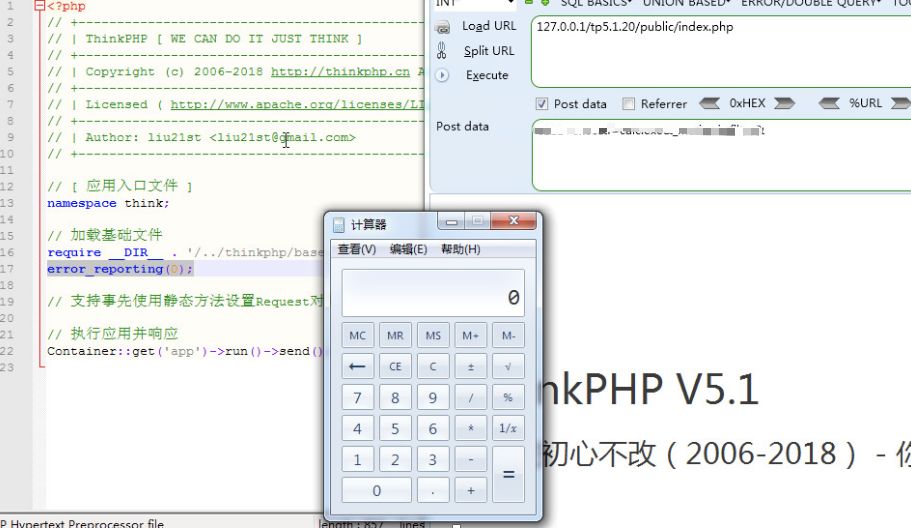 1 <?php
2 // +----------------------------------------------
3 // | ThinkPHP [ WE CAN DO IT JUST THINK ]
4 // +----------------------------------------------
5 // | Copyright (c) 2006-2018 http://thinkphp.cn A
6 // +----------------------------------------------
7 // | Licensed ( http://www.apache.org/licenses/LI
8 // +----------------------------------------------
9 // | Author: liu21st <liu21st@gmail.com>
10 // +----------------------------------------------
11
12 // [ 应用入口文件 ]
13 namespace think;
14
15 // 加载基础文件
16 require __DIR__ . '/../thinkphp/base
17 error_reporting(0);
18
19 // 支持事先使用静态方法设置Request对
20
21 // 执行应用并响应
22 Container::get('app')->run()->send()
23
P Hypertext Preprocessor file length : 857 lines
INT SQL BASICS UNION BASED ERROR/DOUBLE QUERY TOO
Load URL
Split URL
Execute
127.0.0.1/tp5.1.20/public/index.php
Post data Referrer 0xHEX %URL
Post data
计算器
查看(V) 编辑(E) 帮助(H)
0
MC MR MS M+ M-
← CE C ± √
7 8 9 / %
4 5 6 * 1/x
1 2 3 - =
0 . +
nkPHP V5.1
初心不改（2006-2018） - 你